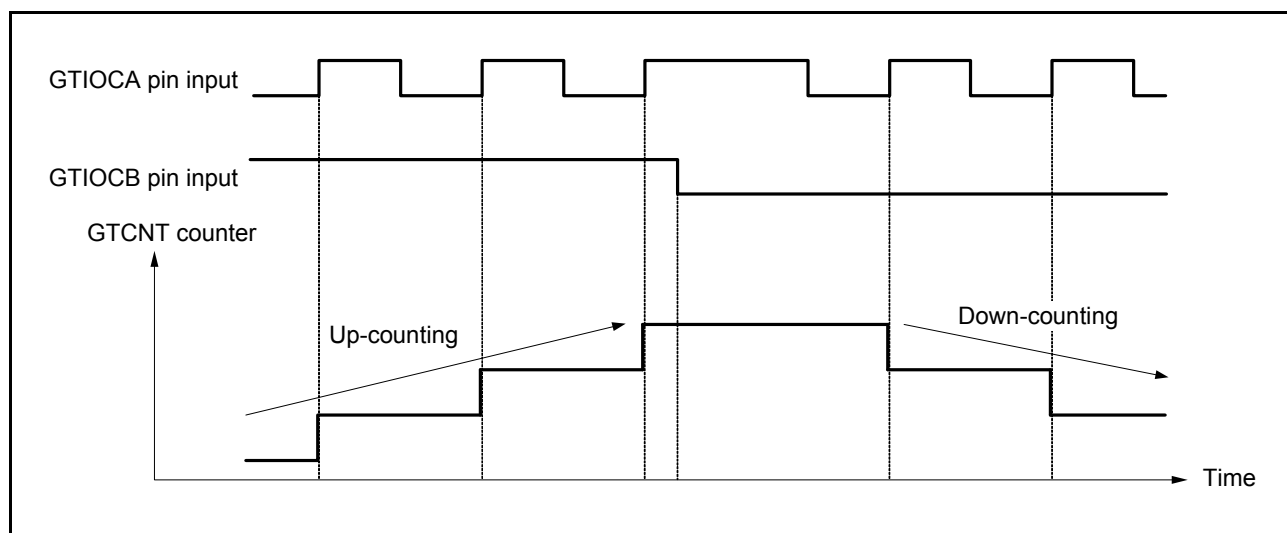 GTIOCA pin input
GTIOCB pin input
GTCNT counter
Up-counting
Down-counting
Time